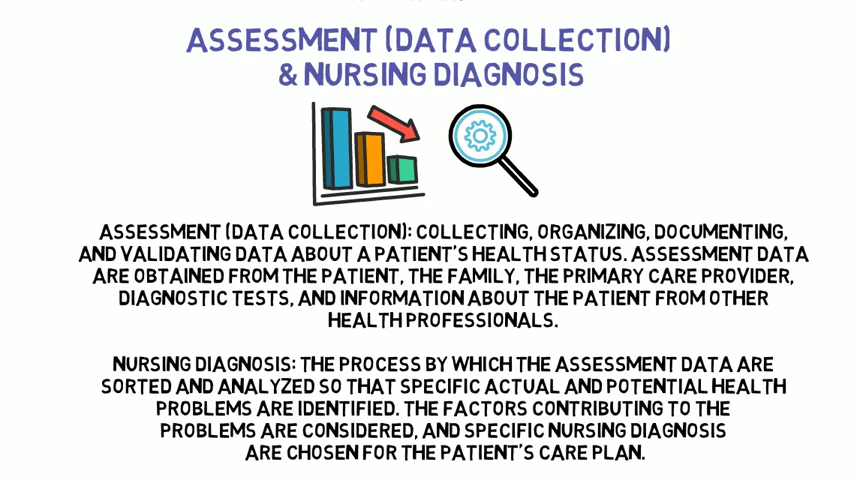 ASSESSMENT (DATA COLLECTION)
& NURSING DIAGNOSIS
ASSESSMENT (DATA COLLECTION): COLLECTING, ORGANIZING, DOCUMENTING,
AND VALIDATING DATA ABOUT A PATIENT'S HEALTH STATUS. ASSESSMENT DATA
ARE OBTAINED FROM THE PATIENT, THE FAMILY, THE PRIMARY CARE PROVIDER,
DIAGNOSTIC TESTS, AND INFORMATION ABOUT THE PATIENT FROM OTHER
HEALTH PROFESSIONALS.
NURSING DIAGNOSIS: THE PROCESS BY WHICH THE ASSESSMENT DATA ARE
SORTED AND ANALYZED SO THAT SPECIFIC ACTUAL AND POTENTIAL HEALTH
PROBLEMS ARE IDENTIFIED. THE FACTORS CONTRIBUTING TO THE
PROBLEMS ARE CONSIDERED, AND SPECIFIC NURSING DIAGNOSIS
ARE CHOSEN FOR THE PATIENT'S CARE PLAN.